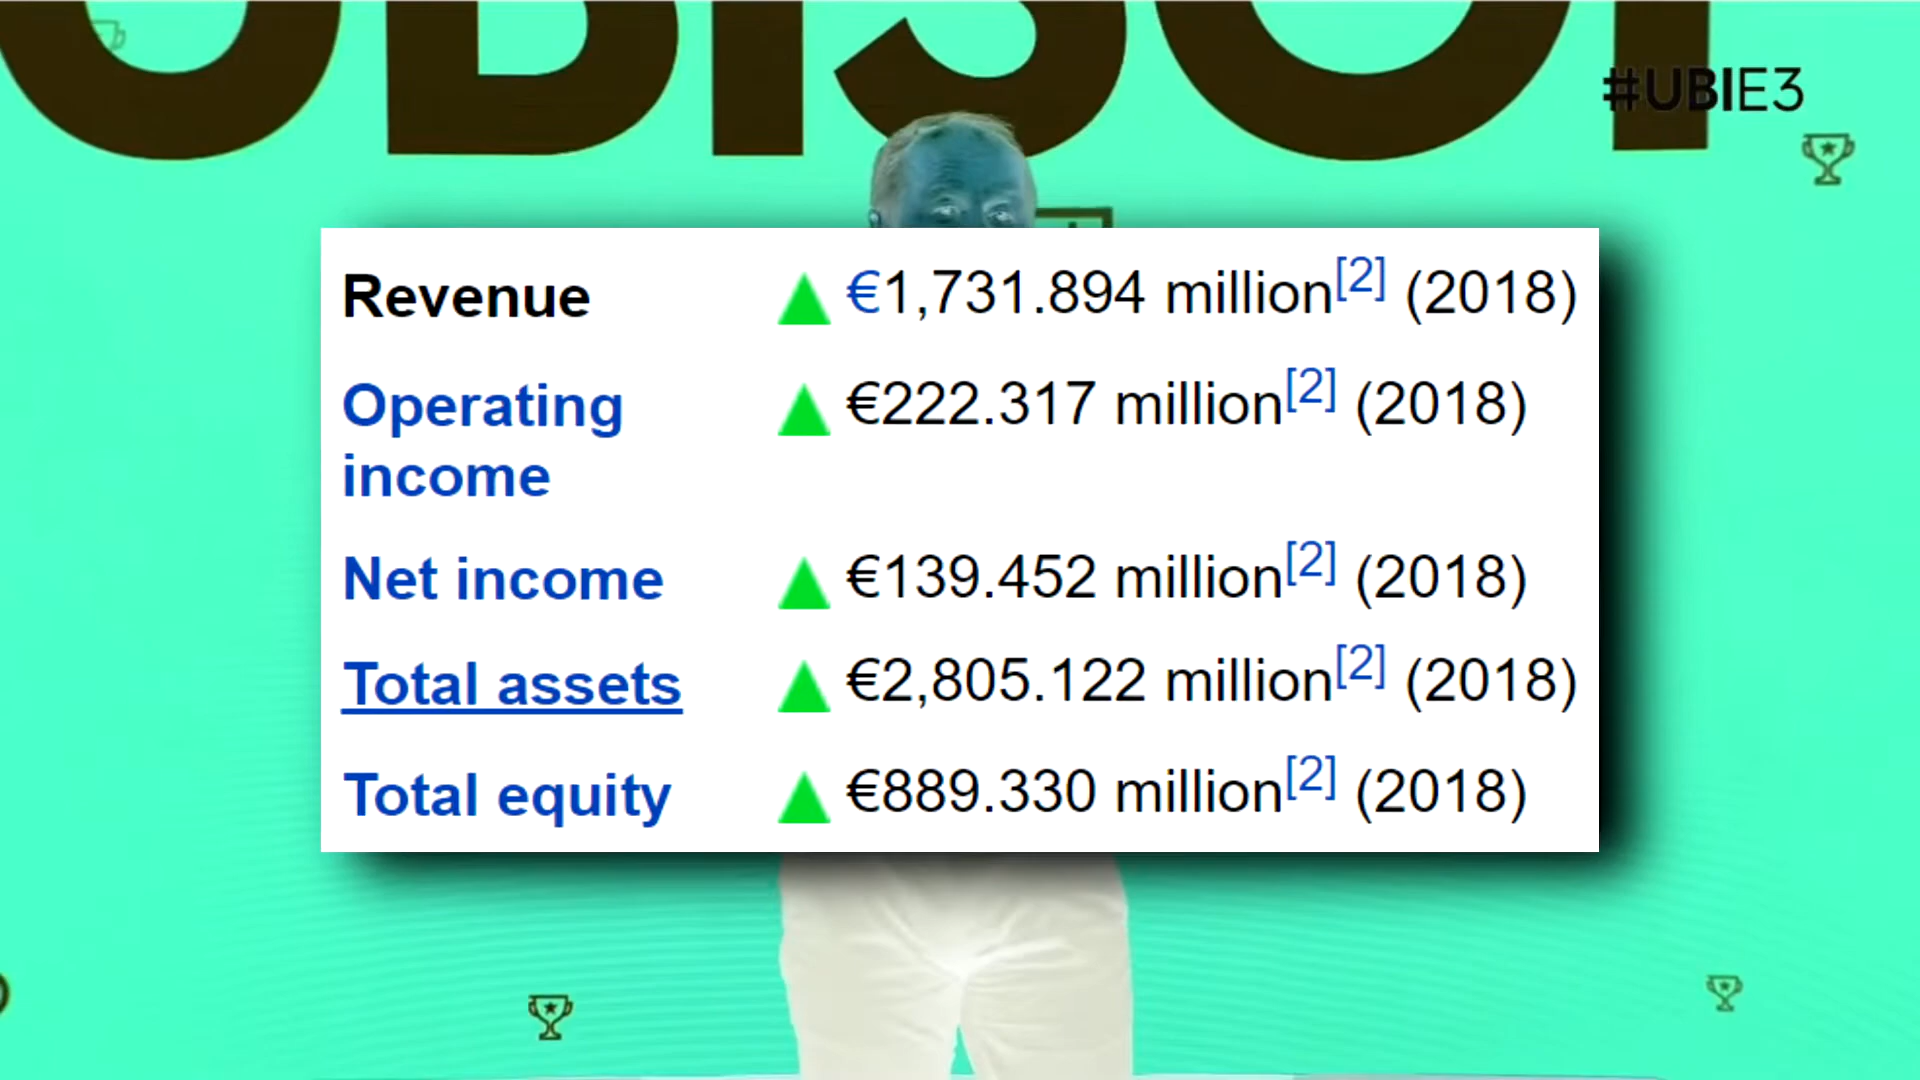 UBISOF
#UBIE3
Revenue ▲ €1,731.894 million[2] (2018)
Operating income ▲ €222.317 million[2] (2018)
Net income ▲ €139.452 million[2] (2018)
Total assets ▲ €2,805.122 million[2] (2018)
Total equity ▲ €889.330 million[2] (2018)